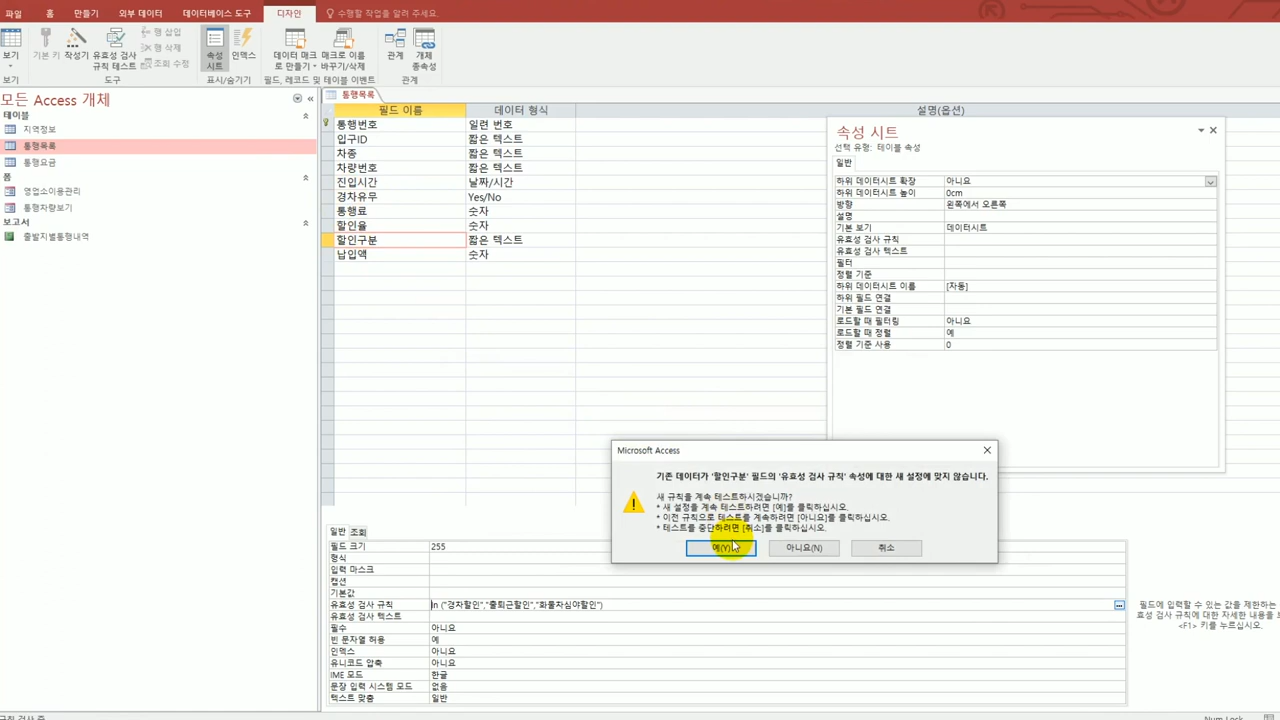 파일 홈 만들기 외부 데이터 데이터베이스 도구 디자인 수행할 작업을 알려 주세요.
보기 기본 키 작성기 유효성 검사 규칙 테스트 행 삽입 행 삭제 조회 수정 속성 시트 인덱스 데이터 매크로 만들기 매크로 이름 바꾸기/삭제 관계 개체 종속성
보기 도구 표시/숨기기 필드, 레코드 및 테이블 이벤트 관계
모든 Access 개체
테이블
지역정보
통행목록
통행요금
폼
영업소이용관리
통행차량보기
보고서
출발지별통행내역
통행목록
필드 이름 데이터 형식 설명(옵션)
통행번호 일련 번호
입구ID 짧은 텍스트
차종 짧은 텍스트
차량번호 짧은 텍스트
진입시간 날짜/시간
경차유무 Yes/No
통행료 숫자
할인율 숫자
할인구분 짧은 텍스트
납입액 숫자
속성 시트
선택 유형: 테이블 속성
일반
하위 데이터시트 확장 아니요
하위 데이터시트 높이 0cm
방향 왼쪽에서 오른쪽
설명
기본 보기 데이터시트
유효성 검사 규칙
유효성 검사 텍스트
필터
정렬 기준
하위 데이터시트 이름 [자동]
하위 필드 연결
기본 필드 연결
로드할 때 필터링 아니요
로드할 때 정렬 예
정렬 기준 사용 0
Microsoft Access
기존 데이터가 '할인구분' 필드의 '유효성 검사 규칙' 속성에 대한 새 설정에 맞지 않습니다.
새 규칙을 계속 테스트하시겠습니까?
* 새 설정을 계속 테스트하려면 [예]를 클릭하십시오.
* 이전 규칙으로 테스트를 계속하려면 [아니요]를 클릭하십시오.
* 테스트를 중단하려면 [취소]를 클릭하십시오.
예(Y) 아니요(N) 취소
일반 조회
필드 크기 255
형식
입력 마스크
캡션
기본값
유효성 검사 규칙 In ("경차할인","출퇴근할인","화물차심야할인")
유효성 검사 텍스트
필수 아니요
빈 문자열 허용 예
인덱스 아니요
유니코드 압축 아니요
IME 모드 한글
문장 입력 시스템 모드 없음
텍스트 맞춤 일반
필드에 입력할 수 있는 값을 제한하는
효성 검사 규칙에 대한 자세한 내용을
<F1> 키를 누르십시오.
Num Lock